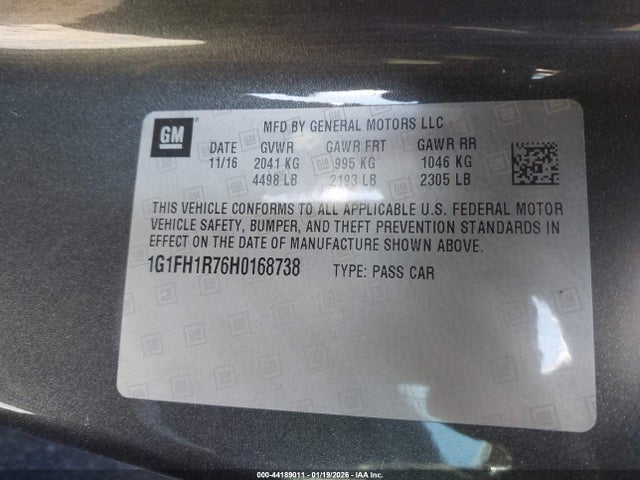 GM
MFD BY GENERAL MOTORS LLC
DATE GVWR GAWR FRT GAWR RR
11/16 2041 KG 995 KG 1046 KG
4498 LB 2193 LB 2305 LB
THIS VEHICLE CONFORMS TO ALL APPLICABLE U.S. FEDERAL MOTOR
VEHICLE SAFETY, BUMPER, AND THEFT PREVENTION STANDARDS IN
EFFECT ON THE DATE OF MANUFACTURE SHOWN ABOVE.
1G1FH1R76H0168738 TYPE: PASS CAR
000-44189011 - 01/19/2026 - IAA Inc.